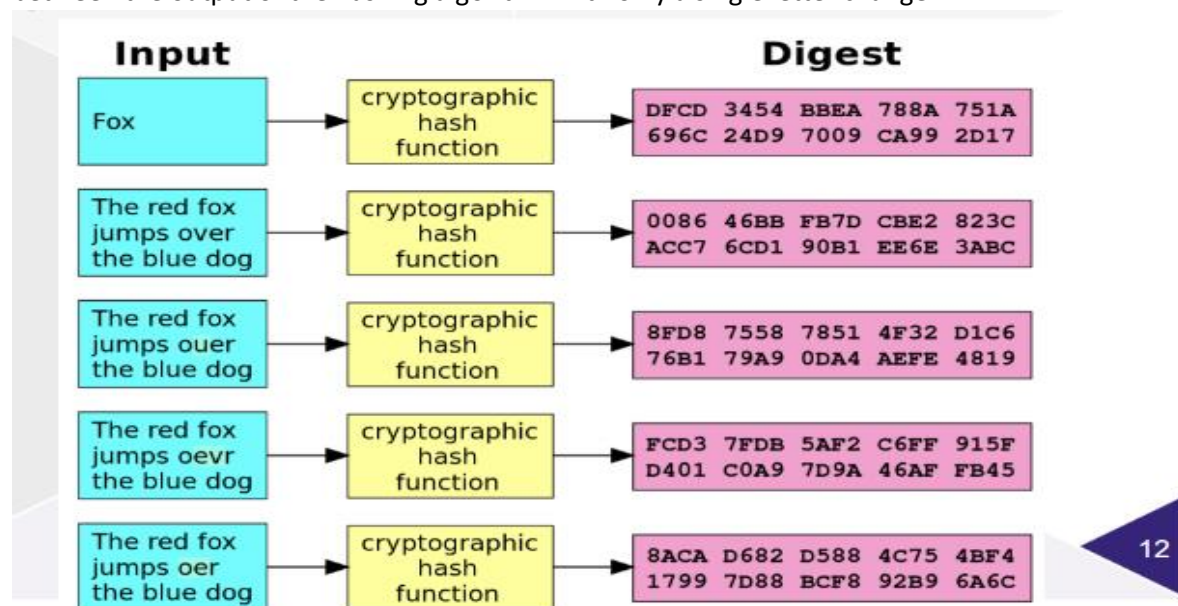 Input
Digest
Fox
cryptographic
hash
function
DFCD 3454 BBEA 788A 751A
696C 24D9 7009 CA99 2D17
The red fox
jumps over
the blue dog
cryptographic
hash
function
0086 46BB FB7D CBE2 823C
ACC7 6CD1 90B1 EE6E 3ABC
The red fox
jumps ouer
the blue dog
cryptographic
hash
function
8FD8 7558 7851 4F32 D1C6
76B1 79A9 0DA4 AEFE 4819
The red fox
jumps oevr
the blue dog
cryptographic
hash
function
FCD3 7FDB 5AF2 C6FF 915F
D401 C0A9 7D9A 46AF FB45
The red fox
jumps oer
the blue dog
cryptographic
hash
function
8ACA D682 D588 4C75 4BF4
1799 7D88 BCF8 92B9 6A6C
12